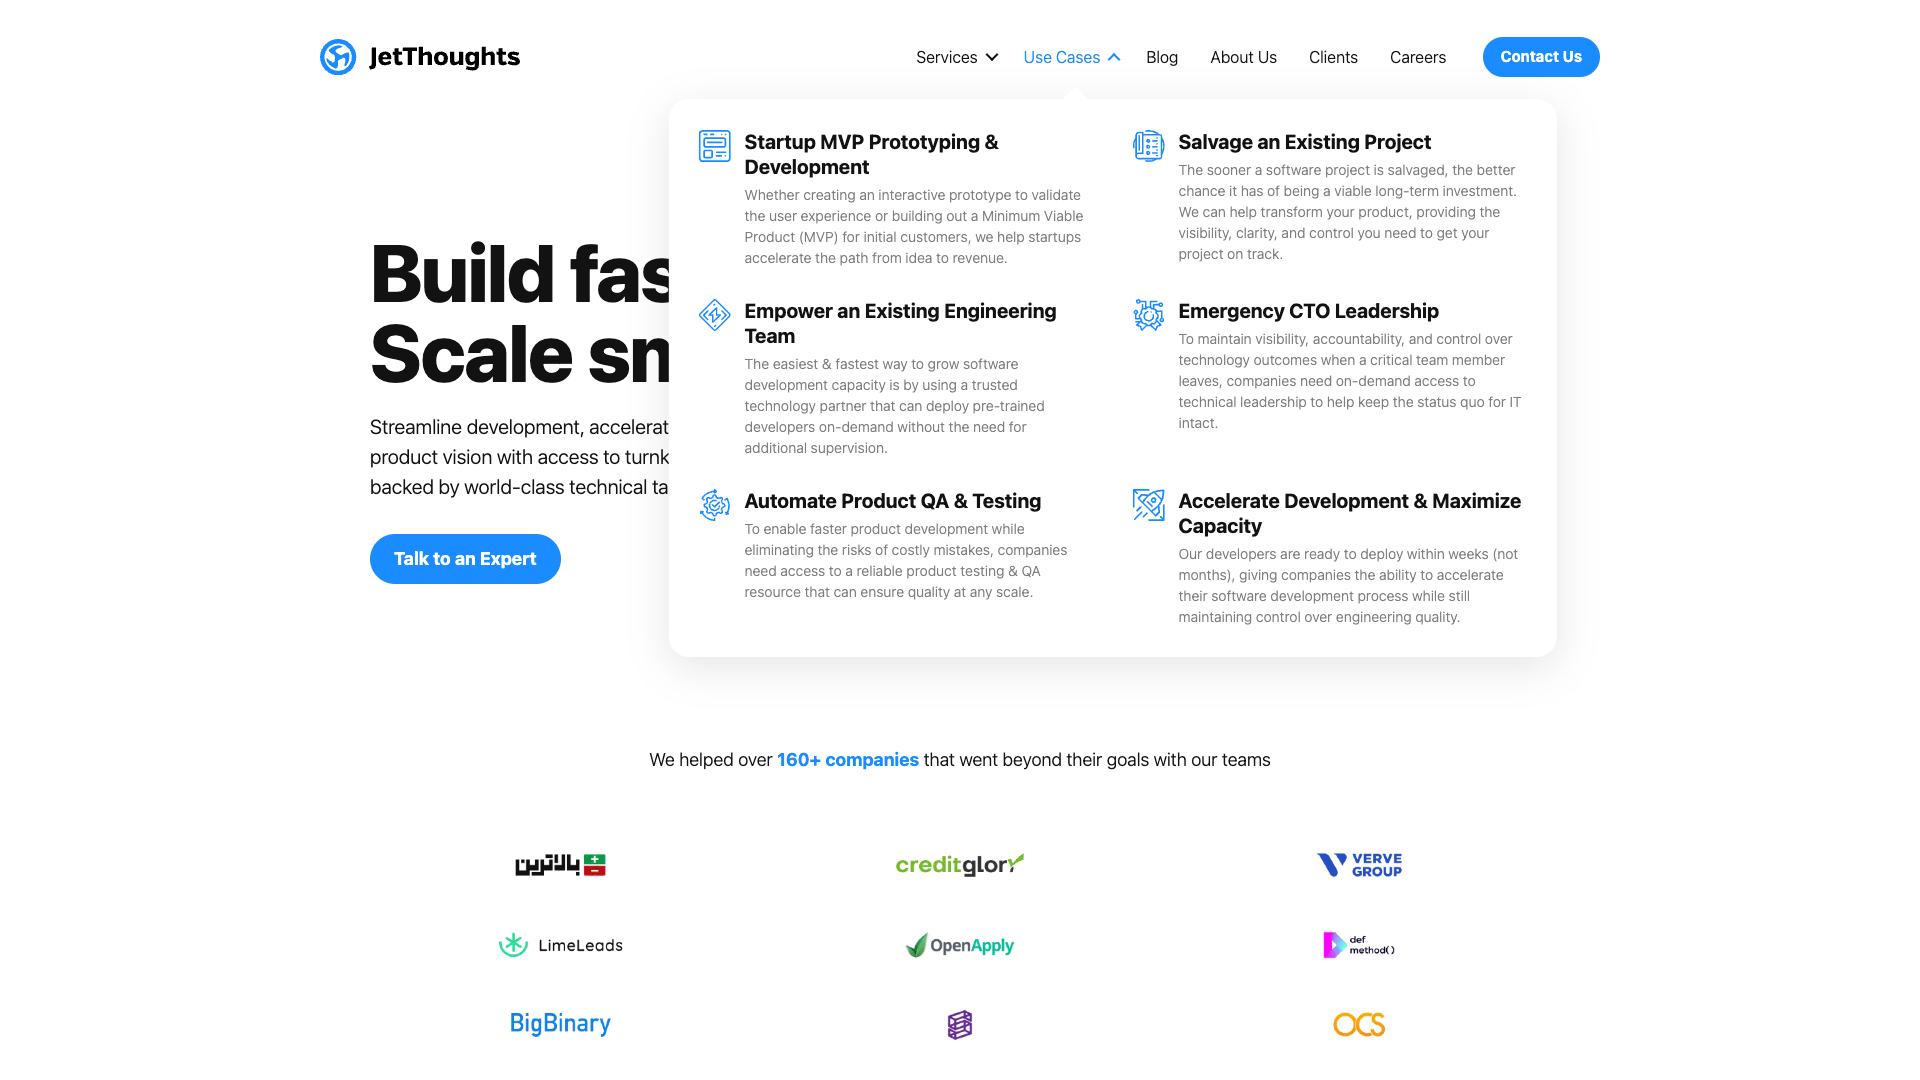 JetThoughts
Services
Use Cases
Blog
About Us
Clients
Careers
Contact Us
Startup MVP Prototyping &
Development
Whether creating an interactive prototype to validate
the user experience or building out a Minimum Viable
Product (MVP) for initial customers, we help startups
accelerate the path from idea to revenue.
Salvage an Existing Project
The sooner a software project is salvaged, the better
chance it has of being a viable long-term investment.
We can help transform your product, providing the
visibility, clarity, and control you need to get your
project on track.
Empower an Existing Engineering
Team
The easiest & fastest way to grow software
development capacity is by using a trusted
technology partner that can deploy pre-trained
developers on-demand without the need for
additional supervision.
Emergency CTO Leadership
To maintain visibility, accountability, and control over
technology outcomes when a critical team member
leaves, companies need on-demand access to
technical leadership to help keep the status quo for IT
intact.
Automate Product QA & Testing
To enable faster product development while
eliminating the risks of costly mistakes, companies
need access to a reliable product testing & QA
resource that can ensure quality at any scale.
Accelerate Development & Maximize
Capacity
Our developers are ready to deploy within weeks (not
months), giving companies the ability to accelerate
their software development process while still
maintaining control over engineering quality.
Build fas
Scale sm
Streamline development, accelerat
product vision with access to turnk
backed by world-class technical ta
Talk to an Expert
We helped over 160+ companies that went beyond their goals with our teams
بالاترین
creditglory
VERVE
GROUP
LimeLeads
OpenApply
def
method()
BigBinary
OCS